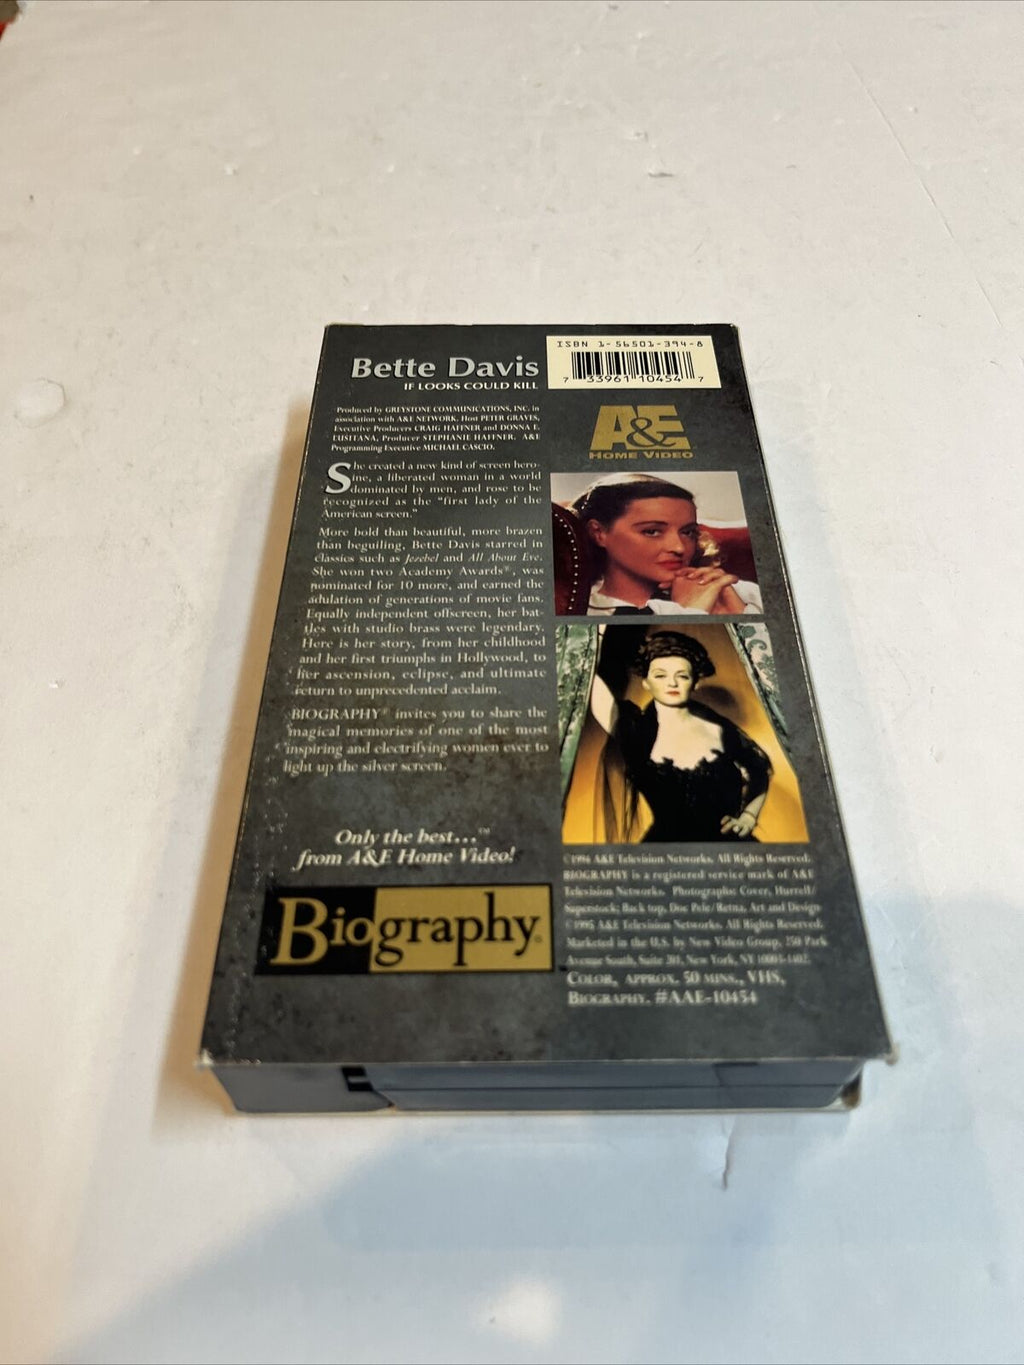 Bette Davis
IF LOOKS COULD KILL
Produced by GREYSTONE COMMUNICATIONS, INC. in
association with A&E NETWORK. Host PETER GRAVES,
Executive Producers CRAIG HAFFNER and DONNA E.
LUSITANA, Producer STEPHANIE HAFFNER. A&E
Programming Executive MICHAEL CASCIO.
She created a new kind of screen hero-
ine, a liberated woman in a world
dominated by men, and rose to be
recognized as the "first lady of the
American screen."
More bold than beautiful, more brazen
than beguiling, Bette Davis starred in
classics such as Jezebel and All About Eve.
She won two Academy Awards®, was
nominated for 10 more, and earned the
adulation of generations of movie fans.
Equally independent offscreen, her bat-
tles with studio brass were legendary.
Here is her story, from her childhood
and her first triumphs in Hollywood, to
her ascension, eclipse, and ultimate
return to unprecedented acclaim.
BIOGRAPHY® invites you to share the
magical memories of one of the most
inspiring and electrifying women ever to
light up the silver screen.
Only the best...™
from A&E Home Video!
Biography®
ISBN 1-56501-394-8
7 33961 10454 7
A&E
HOME VIDEO
©1996 A&E Television Networks. All Rights Reserved.
BIOGRAPHY is a registered service mark of A&E
Television Networks. Photographs: Cover, Hurrell/
Superstock; Back top, Doc Pele/Retna. Art and Design
©1995 A&E Television Networks. All Rights Reserved.
Marketed in the U.S. by New Video Group, 250 Park
Avenue South, Suite 201, New York, NY 10003-1402.
COLOR, APPROX. 50 MINS., VHS,
BIOGRAPHY. #AAE-10454